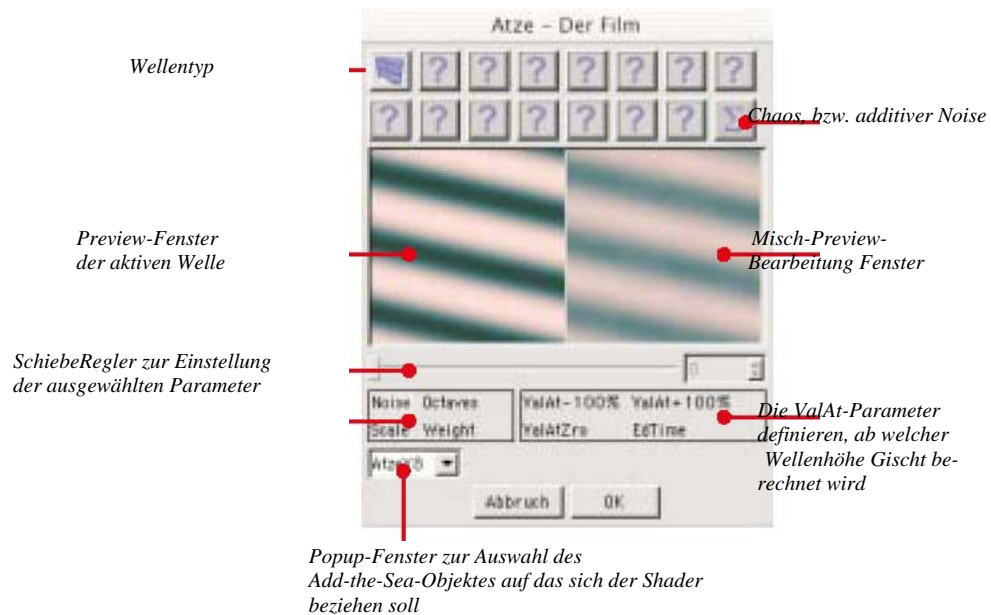 Atze – Der Film
Wellentyp
? ? ? ? ? ? ?
? ? ? ? ? ? ? Σ
Chaos, bzw. additiver Noise
Preview-Fenster
der aktiven Welle
Misch-Preview-
Bearbeitung Fenster
SchiebeRegler zur Einstellung
der ausgewählten Parameter
0
Noise Octaves
Scale Weight
ValAt-100% ValAt+100%
ValAtZro EdTime
Die ValAt-Parameter
definieren, ab welcher
Wellenhöhe Gischt be-
rechnet wird
Abbruch OK
Popup-Fenster zur Auswahl des
Add-the-Sea-Objektes auf das sich der Shader
beziehen soll